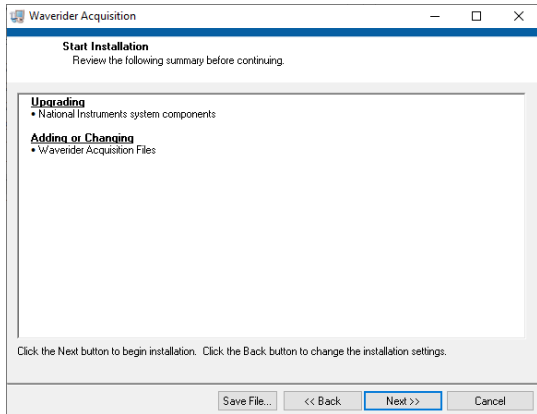 Waverider Acquisition
Start Installation
Review the following summary before continuing.
Upgrading
• National Instruments system components
Adding or Changing
• Waverider Acquisition Files
Click the Next button to begin installation. Click the Back button to change the installation settings.
Save File... << Back Next >> Cancel